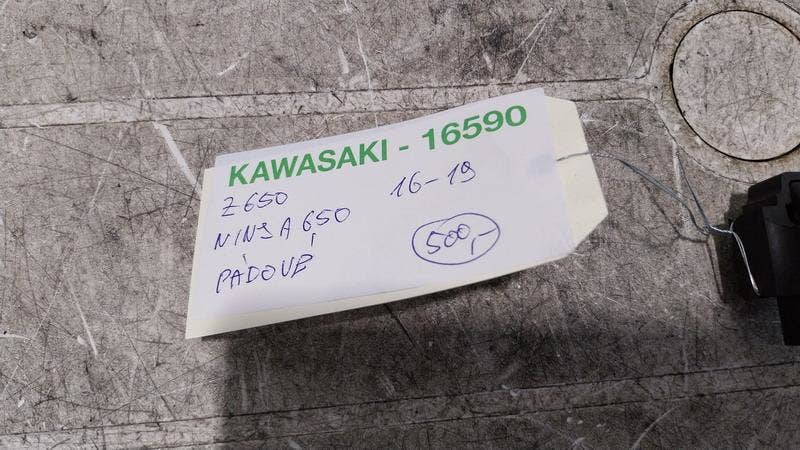 KAWASAKI - 16590
Z650 16-19
NINJA 650
PÁDOVÉ
500,-